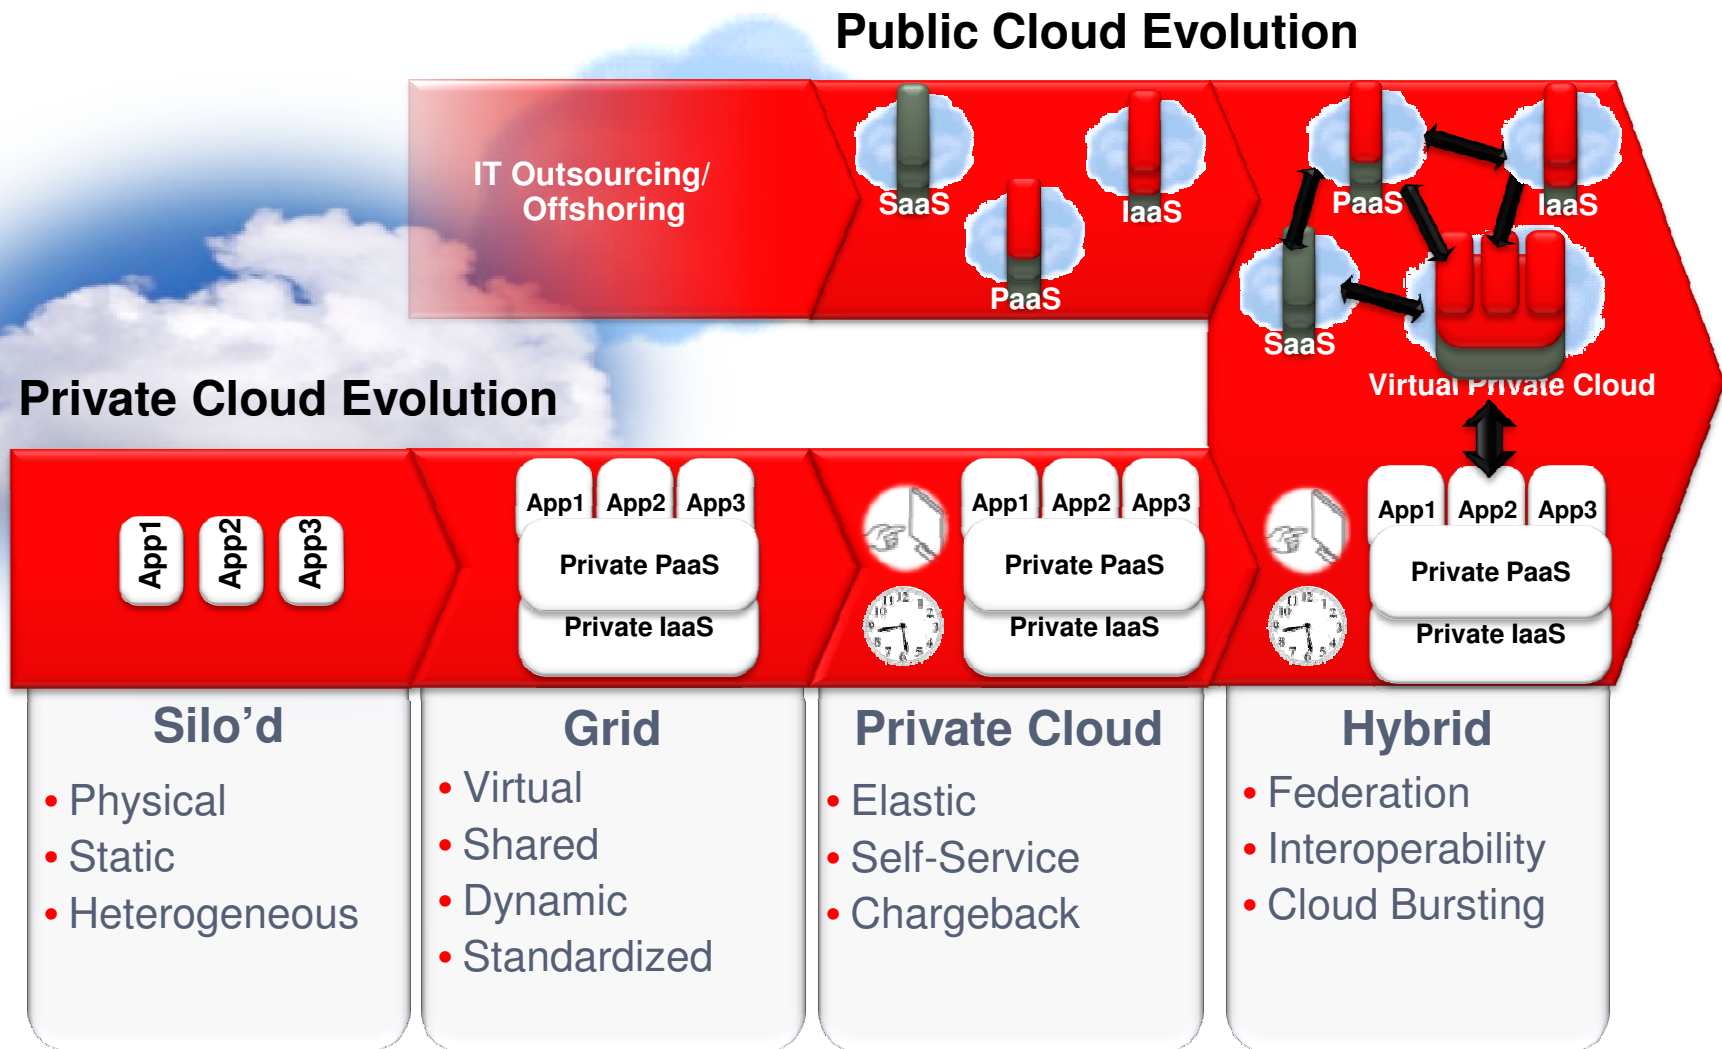 Public Cloud Evolution
IT Outsourcing/
Offshoring
SaaS
PaaS
IaaS
PaaS
IaaS
SaaS
Virtual Private Cloud
Private Cloud Evolution
App1
App2
App3
App1
App2
App3
Private PaaS
Private IaaS
App1
App2
App3
Private PaaS
Private IaaS
App1
App2
App3
Private PaaS
Private IaaS
Silo’d
• Physical
• Static
• Heterogeneous
Grid
• Virtual
• Shared
• Dynamic
• Standardized
Private Cloud
• Elastic
• Self-Service
• Chargeback
Hybrid
• Federation
• Interoperability
• Cloud Bursting